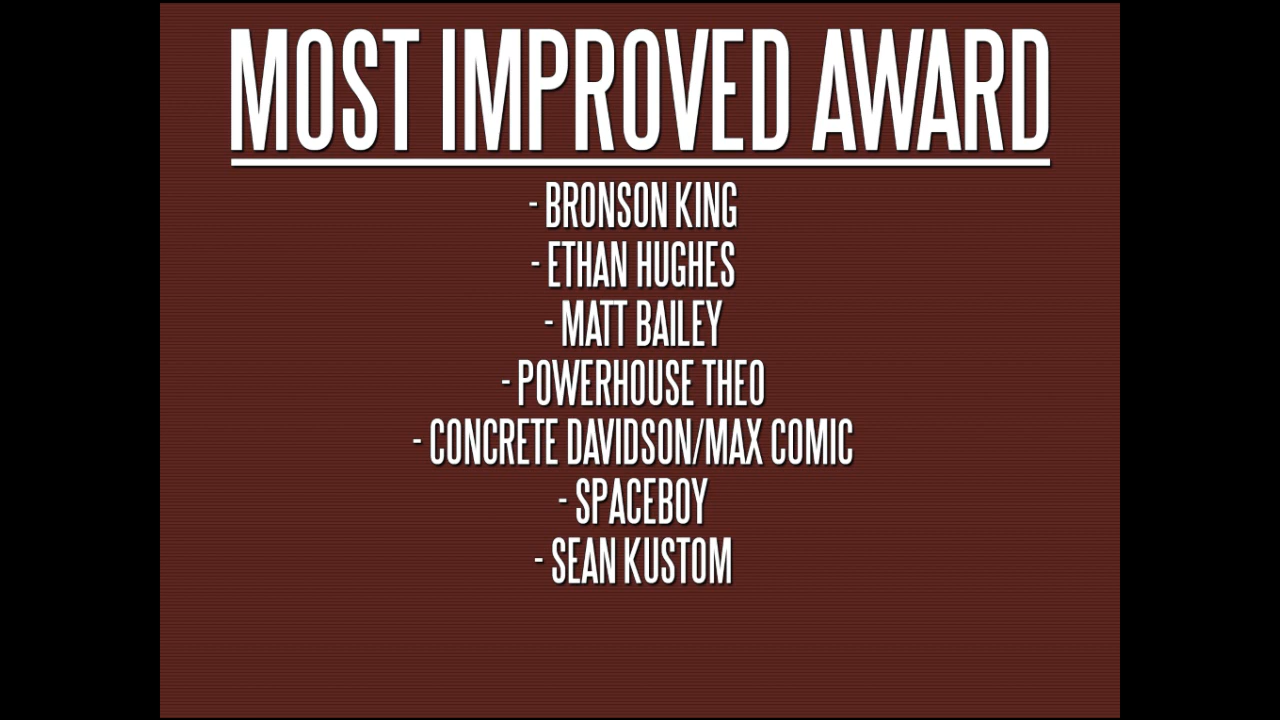 MOST IMPROVED AWARD
- BRONSON KING
- ETHAN HUGHES
- MATT BAILEY
- POWERHOUSE THEO
- CONCRETE DAVIDSON/MAX COMIC
- SPACEBOY
- SEAN KUSTOM